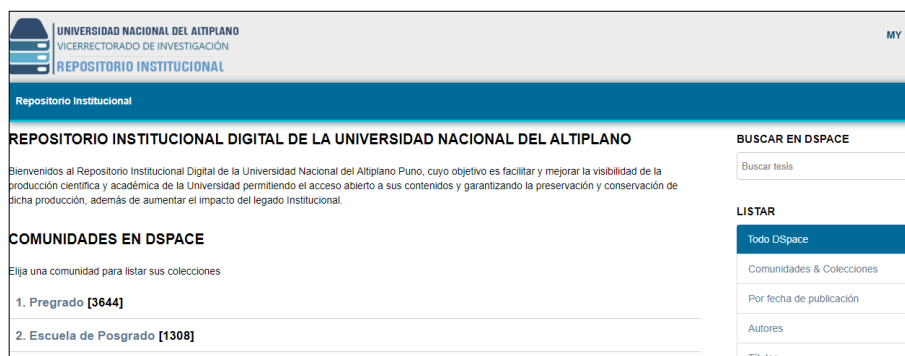 UNIVERSIDAD NACIONAL DEL ALTIPLANO
VICERRECTORADO DE INVESTIGACIÓN
REPOSITORIO INSTITUCIONAL
MY
Repositorio Institucional
REPOSITORIO INSTITUCIONAL DIGITAL DE LA UNIVERSIDAD NACIONAL DEL ALTIPLANO
Bienvenidos al Repositorio Institucional Digital de la Universidad Nacional del Altiplano Puno, cuyo objetivo es facilitar y mejorar la visibilidad de la
producción científica y académica de la Universidad permitiendo el acceso abierto a sus contenidos y garantizando la preservación y conservación de
dicha producción, además de aumentar el impacto del legado Institucional.
COMUNIDADES EN DSPACE
Elija una comunidad para listar sus colecciones
1. Pregrado [3644]
2. Escuela de Posgrado [1308]
BUSCAR EN DSPACE
Buscar tesis
LISTAR
Todo DSpace
Comunidades & Colecciones
Por fecha de publicación
Autores